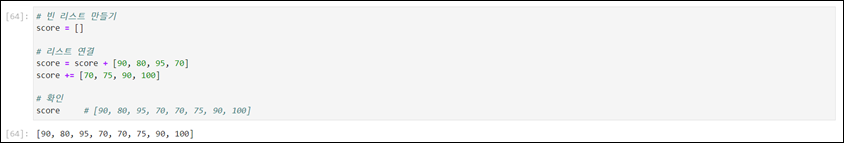 [64]: # 빈 리스트 만들기
score = []
# 리스트 연결
score = score + [90, 80, 95, 70]
score += [70, 75, 90, 100]
# 확인
score # [90, 80, 95, 70, 70, 75, 90, 100]
[64]: [90, 80, 95, 70, 70, 75, 90, 100]